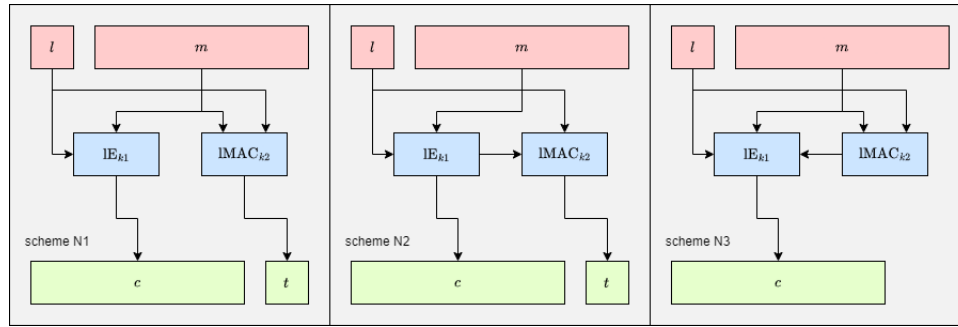 l
m
lE_{k1}
lMAC_{k2}
scheme N1
c
t
l
m
lE_{k1}
lMAC_{k2}
scheme N2
c
t
l
m
lE_{k1}
lMAC_{k2}
scheme N3
c